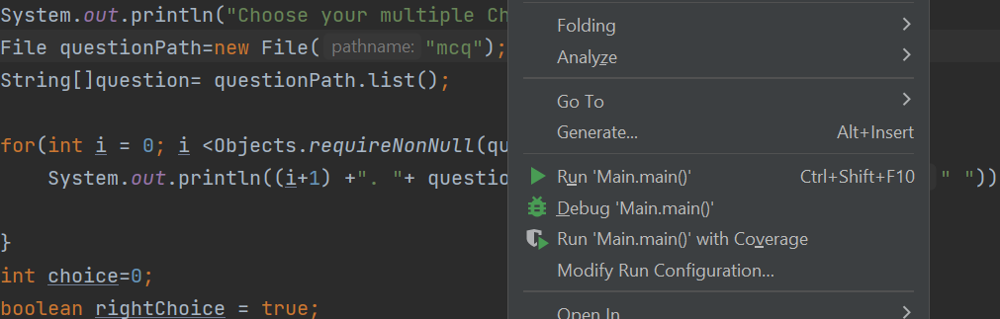 System.out.println("Choose your multiple Ch
File questionPath=new File( pathname: "mcq");
String[]question= questionPath.list();
for(int i = 0; i <Objects.requireNonNull(qu
System.out.println((i+1) +". "+ questio
" "))
}
int choice=0;
boolean rightChoice = true;
Folding
Analyze
Go To
Generate... Alt+Insert
Run 'Main.main()' Ctrl+Shift+F10
Debug 'Main.main()'
Run 'Main.main()' with Coverage
Modify Run Configuration...
Open In